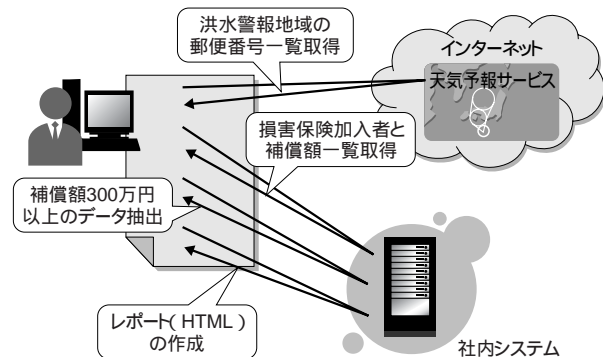 洪水警報地域の
郵便番号一覧取得
インターネット
天気予報サービス
損害保険加入者と
補償額一覧取得
補償額300万円
以上のデータ抽出
レポート(HTML)
の作成
社内システム